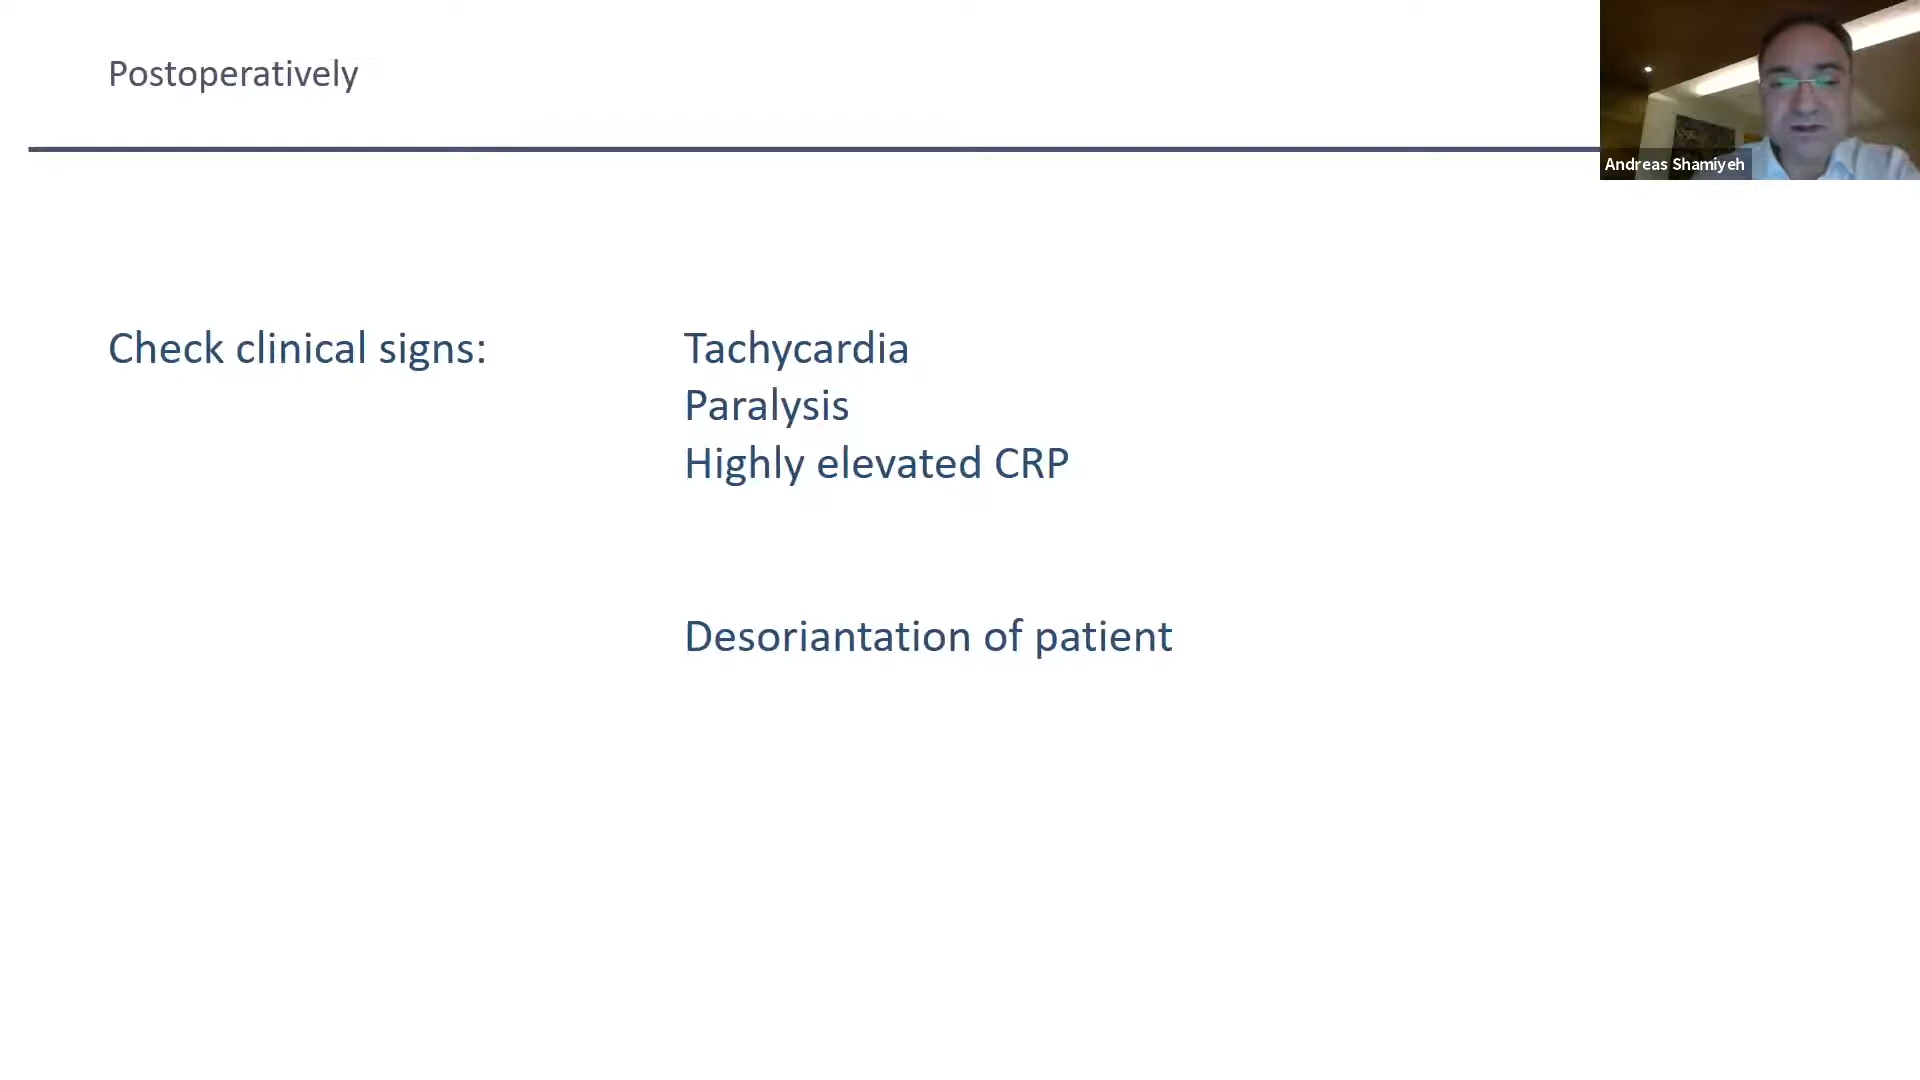 Postoperatively
Andreas Shamiyeh
Check clinical signs: Tachycardia
Paralysis
Highly elevated CRP
Desoriantation of patient